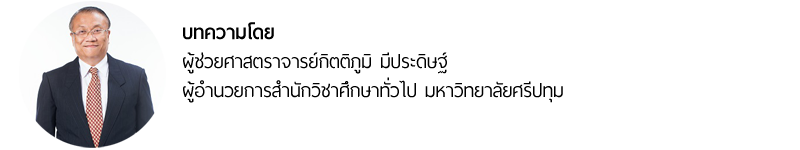 บทความโดย
ผู้ช่วยศาสตราจารย์กิตติภูมิ มีประดิษฐ์
ผู้อำนวยการสำนักวิชาศึกษาทั่วไป มหาวิทยาลัยศรีปทุม